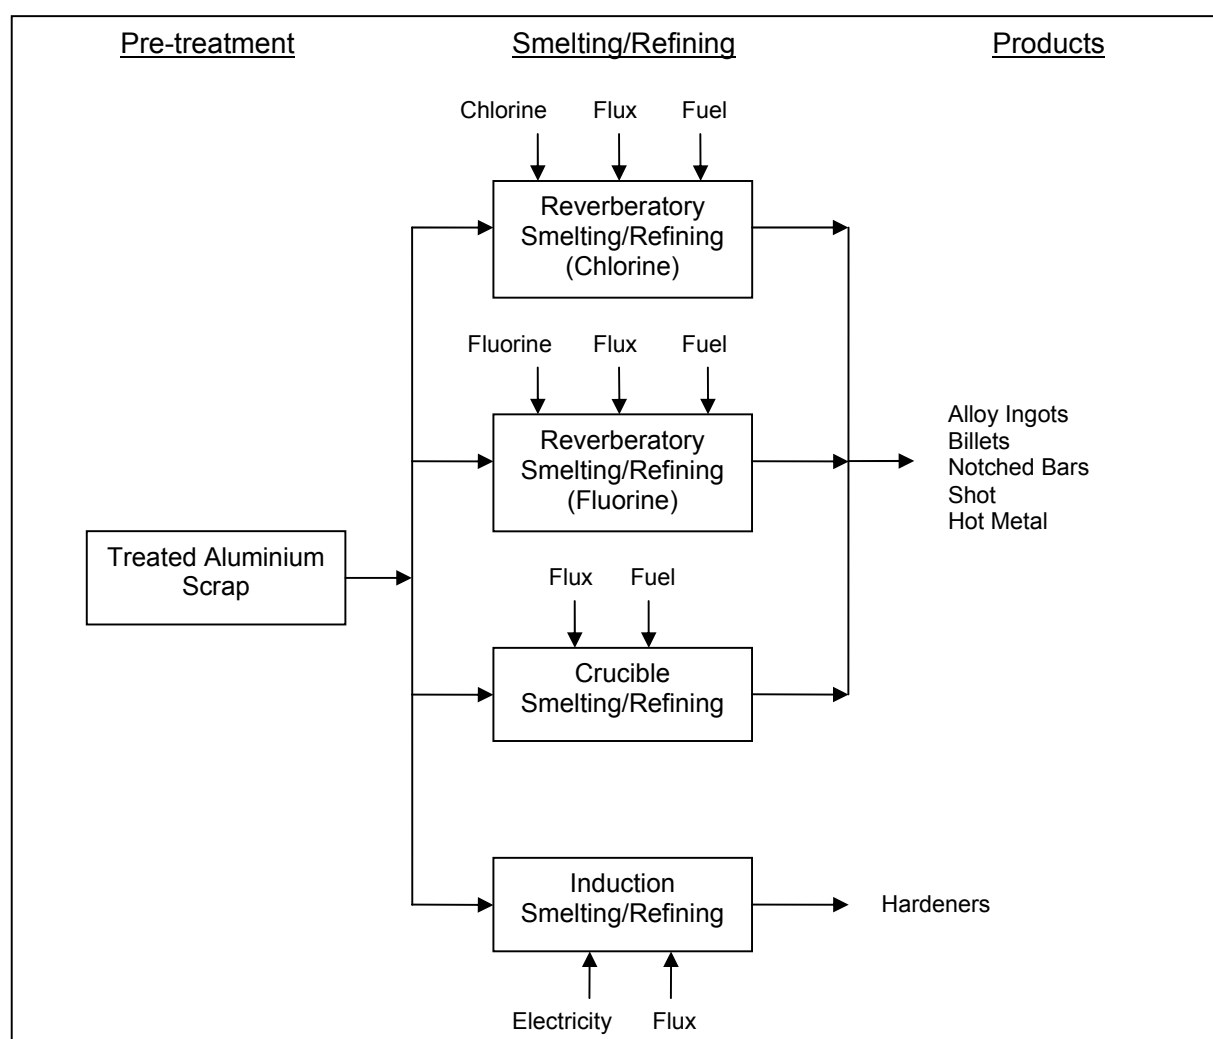 Pre-treatment
Smelting/Refining
Products
Chlorine
Flux
Fuel
Reverberatory
Smelting/Refining
(Chlorine)
Fluorine
Flux
Fuel
Reverberatory
Smelting/Refining
(Fluorine)
Alloy Ingots
Billets
Notched Bars
Shot
Hot Metal
Treated Aluminium
Scrap
Flux
Fuel
Crucible
Smelting/Refining
Induction
Smelting/Refining
Hardeners
Electricity
Flux